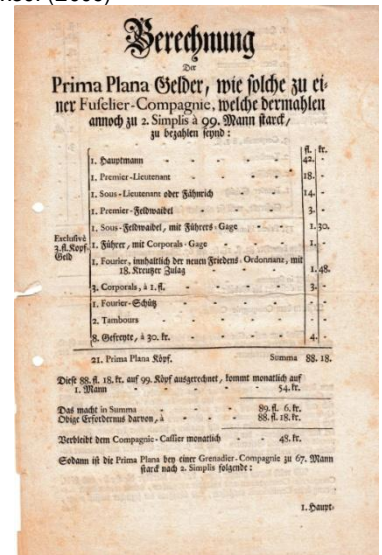 Berechnung
Der
Prima Plana Gelder, wie solche zu ei-
ner Fuselier-Compagnie, welche dermahlen
annoch zu 2. Simplis à 99. Mann starck,
zu bezahlen seynd:
fl. kr.
1. Hauptmann - - - - 42. -
1. Premier-Lieutenant - - - 18. -
1. Sous-Lieutenant oder Fähnrich - - 14. -
1. Premier-Feldwaibel - - - 3. -
1. Sous-Feldwaibel, mit Führers-Gage - 1. 30.
Exclusivè 3. fl. Kopf-Geld
1. Führer, mit Corporals-Gage - - 1. -
1. Fourier, innhaltlich der neuen Friedens-Ordonnanz, mit
18. Kreutzer Zulag - - - 1. 48.
3. Corporals, à 1. fl. - - - 3. -
1. Fourier-Schütz - - - -
2. Tambours - - - -
8. Gefreyte, à 30. kr. - - - 4. -
21. Prima Plana Köpf. Summa 88. 18.
Diese 88. fl. 18. kr. auf 99. Köpf ausgerechnet, kommt monatlich auf
1. Mann - - - 54. kr.
Das macht in Summa - - 89. fl. 6. kr.
Obige Erfordernus darvon, à - - 88. fl. 18. kr.
Verbleibt dem Compagnie-Cassier monatlich - 48. kr.
Sodann ist die Prima Plana bey einer Grenadier-Compagnie zu 67. Mann
starck nach 2. Simplis folgende:
1. Haupt-